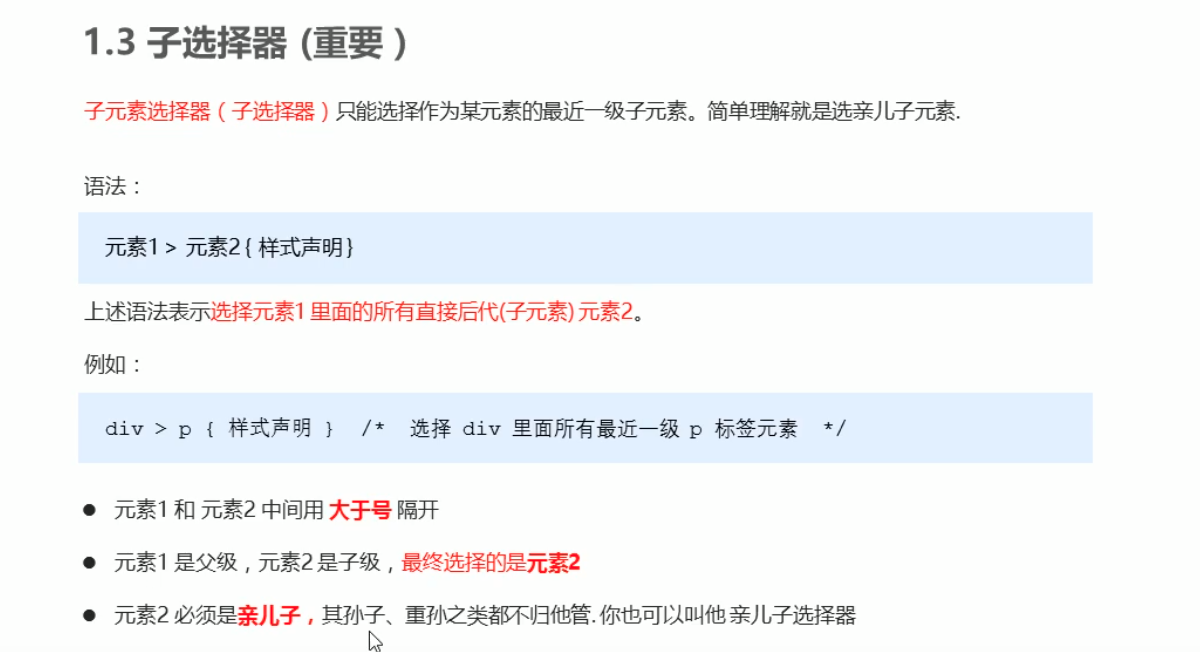 1.3 子选择器 (重要）
子元素选择器（子选择器）只能选择作为某元素的最近一级子元素。简单理解就是选亲儿子元素.
语法：
元素1 > 元素2{ 样式声明}
上述语法表示选择元素1 里面的所有直接后代(子元素) 元素2。
例如：
div > p { 样式声明 } /* 选择 div 里面所有最近一级 p 标签元素 */
● 元素1 和 元素2 中间用 大于号 隔开
● 元素1 是父级，元素2 是子级，最终选择的是元素2
● 元素2 必须是亲儿子，其孙子、重孙之类都不归他管. 你也可以叫他 亲儿子选择器